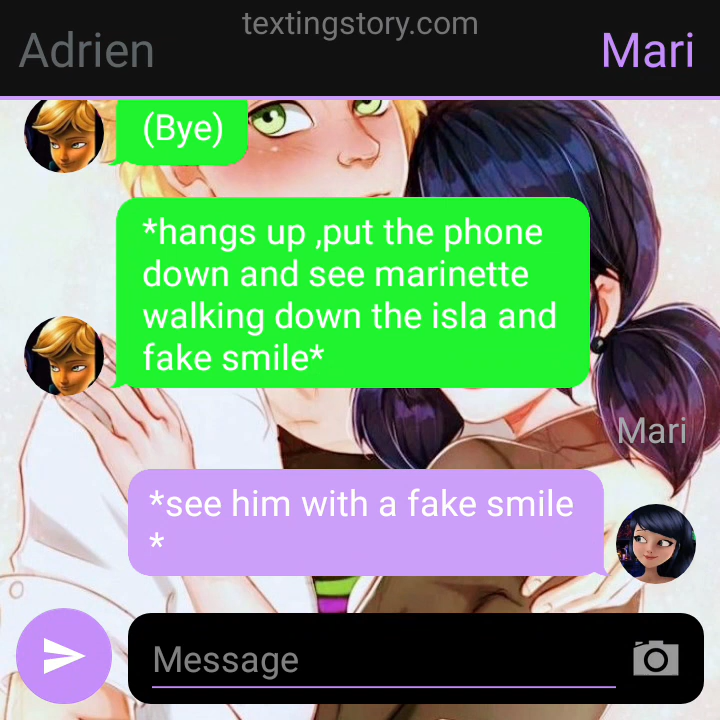 textingstory.com
Adrien
Mari
(Bye)
*hangs up ,put the phone
down and see marinette
walking down the isla and
fake smile*
Mari
*see him with a fake smile
*
Message